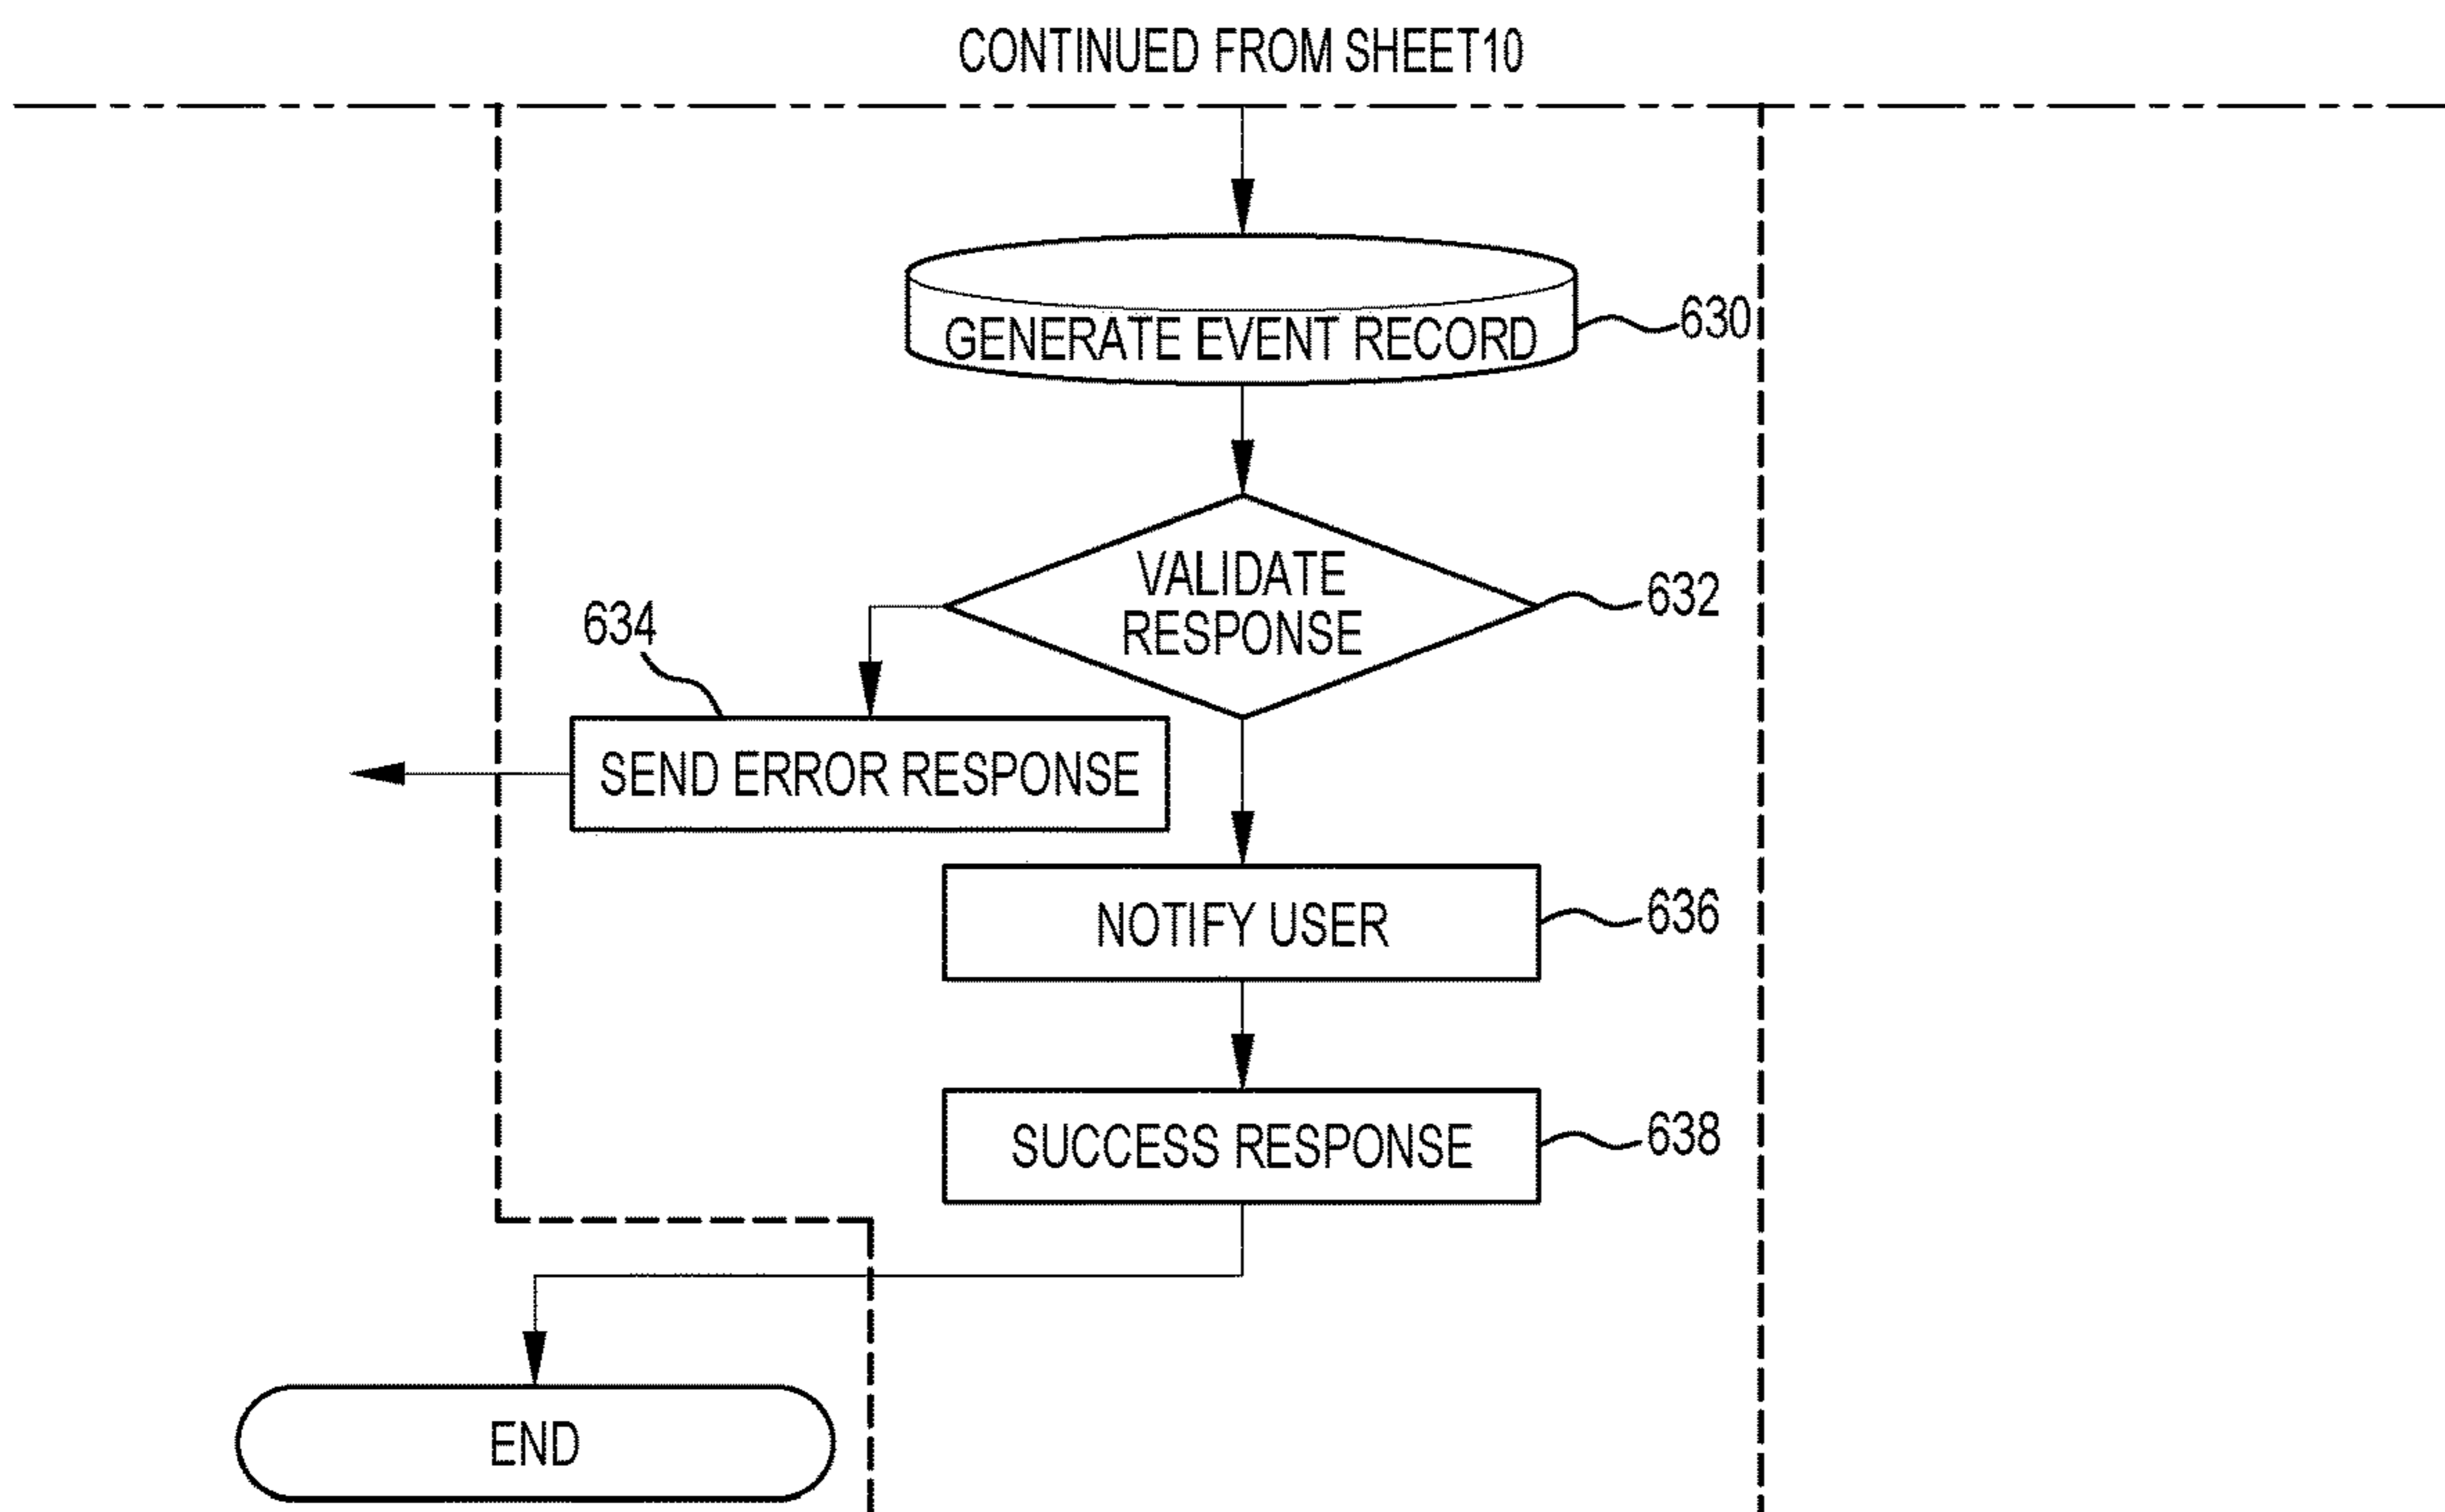 CONTINUED FROM SHEET10
GENERATE EVENT RECORD
630
VALIDATE
RESPONSE
632
634
SEND ERROR RESPONSE
NOTIFY USER
636
SUCCESS RESPONSE
638
END